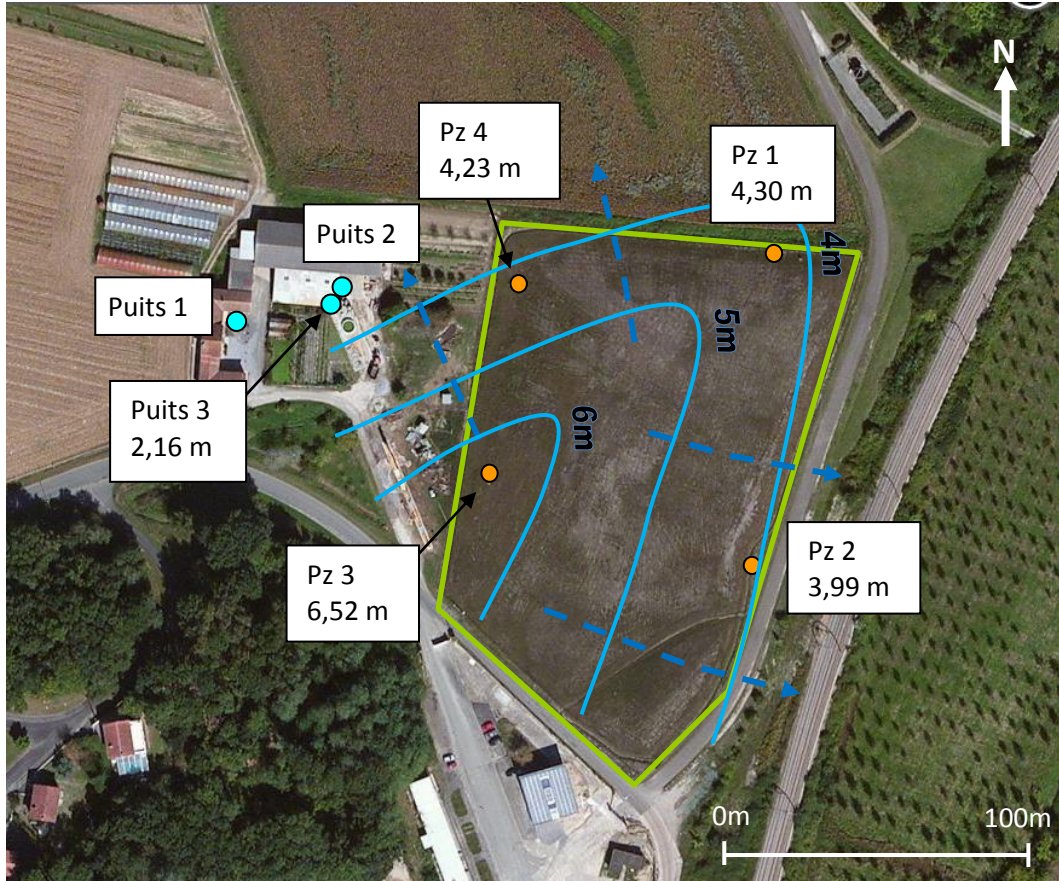 N
Pz 4
4,23 m
Pz 1
4,30 m
Puits 2
4m
Puits 1
5m
Puits 3
2,16 m
6m
Pz 3
6,52 m
Pz 2
3,99 m
0m
100m